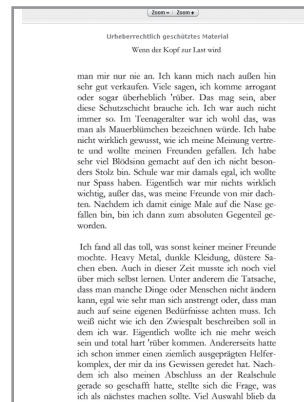 Zoom − Zoom +
Urheberrechtlich geschütztes Material
Wenn der Kopf zur Last wird
man mir nur nie an. Ich kann mich nach außen hin
sehr gut verkaufen. Viele sagen, ich komme arrogant
oder sogar überheblich 'rüber. Das mag sein, aber
diese Schutzschicht brauche ich. Ich war auch nicht
immer so. Im Teenageralter war ich wohl das, was
man als Mauerblümchen bezeichnen würde. Ich habe
nicht wirklich gewusst, wie ich meine Meinung vertre-
te und wollte meinen Freunden gefallen. Ich habe
sehr viel Blödsinn gemacht auf den ich nicht beson-
ders Stolz bin. Schule war mir damals egal, ich wollte
nur Spass haben. Eigentlich war mir nichts wirklich
wichtig, außer das, was meine Freunde von mir dach-
ten. Nachdem ich damit einige Male auf die Nase ge-
fallen bin, bin ich dann zum absoluten Gegenteil ge-
worden.
Ich fand all das toll, was sonst keiner meiner Freunde
mochte. Heavy Metal, dunkle Kleidung, düstere Sa-
chen eben. Auch in dieser Zeit musste ich noch viel
über mich selbst lernen. Unter anderem die Tatsache,
dass man manche Dinge oder Menschen nicht ändern
kann, egal wie sehr man sich anstrengt oder, dass man
auch auf seine eigenen Bedürfnisse achten muss. Ich
weiß nicht wie ich den Zwiespalt beschreiben soll in
dem ich war. Eigentlich wollte ich nie mehr weich
sein und total hart 'rüber kommen. Andererseits hatte
ich schon immer einen ziemlich ausgeprägten Helfer-
komplex, der mir da ins Gewissen geredet hat. Nach-
dem ich also meinen Abschluss an der Realschule
gerade so geschafft hatte, stellte sich die Frage, was
ich als nächstes machen sollte. Viel Auswahl blieb da